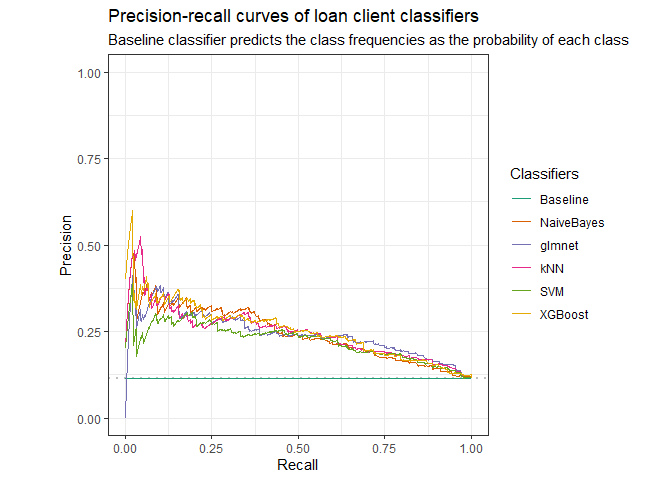 Precision-recall curves of loan client classifiers
Baseline classifier predicts the class frequencies as the probability of each class
1.00
0.75
0.50
0.25
0.00
Precision
0.00 0.25 0.50 0.75 1.00
Recall
Classifiers
Baseline
NaiveBayes
glmnet
kNN
SVM
XGBoost